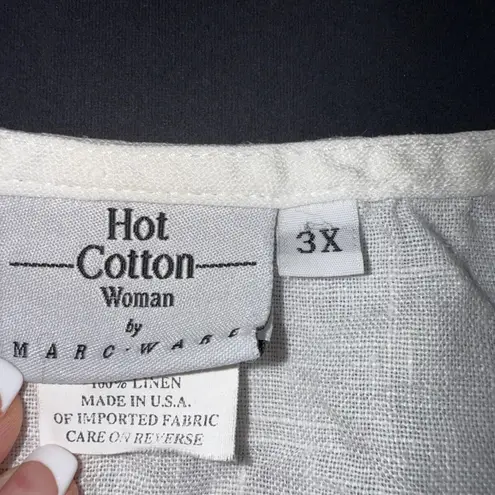 Hot
Cotton
Woman
by
MARC · WARE
3X
100% LINEN
MADE IN U.S.A.
OF IMPORTED FABRIC
CARE ON REVERSE